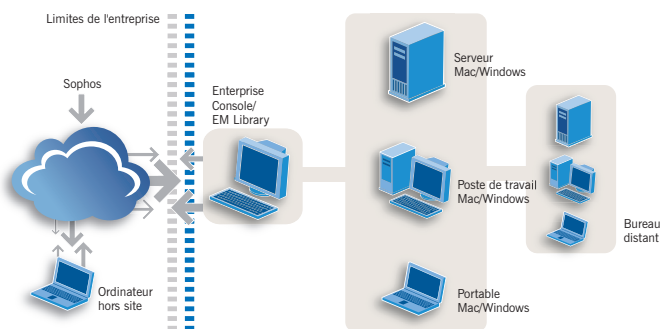 Limites de l'entreprise
Sophos
Enterprise
Console/
EM Library
Serveur
Mac/Windows
Poste de travail
Mac/Windows
Bureau
distant
Ordinateur
hors site
Portable
Mac/Windows